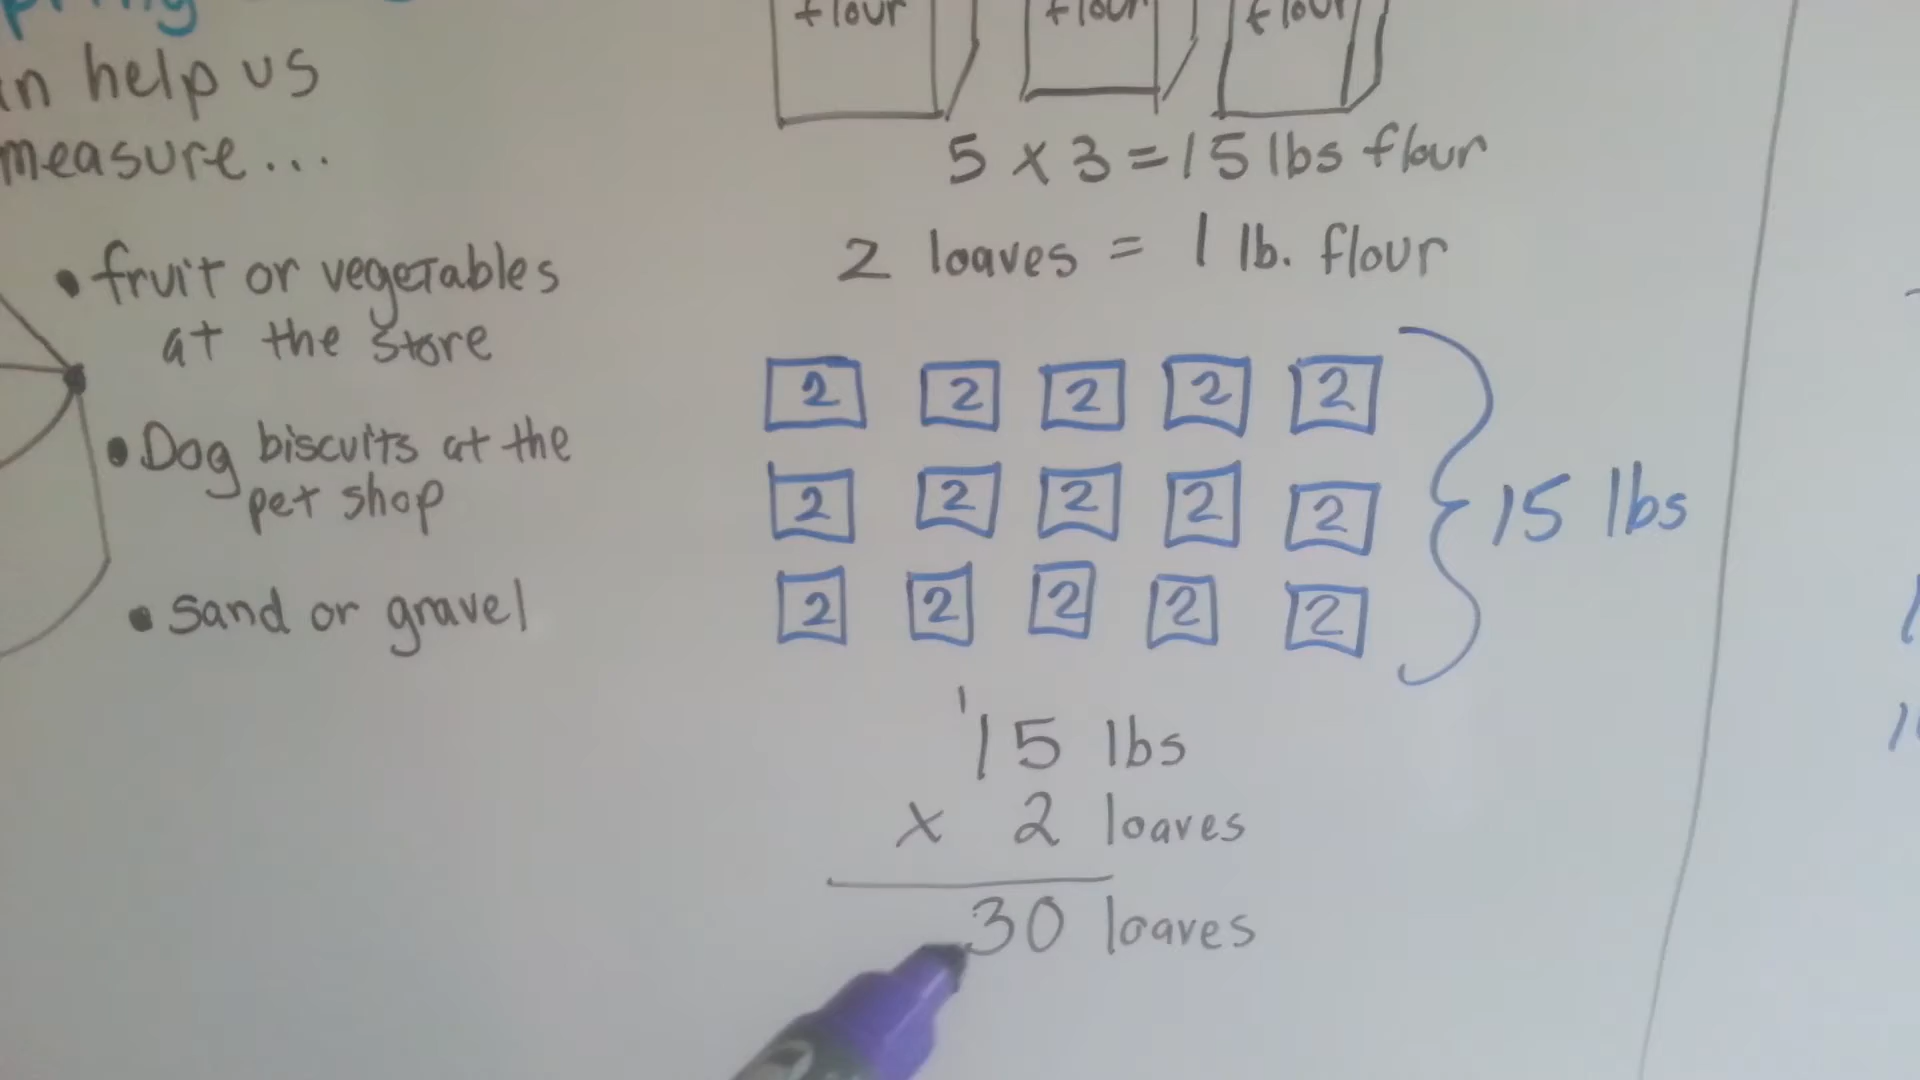 in help us
measure...
• fruit or vegetables
at the store
• Dog biscuits at the
pet shop
• sand or gravel
flour flour flour
5 x 3 = 15 lbs flour
2 loaves = 1 lb. flour
2 2 2 2 2
2 2 2 2 2
2 2 2 2 2
15 lbs
1
15 lbs
x 2 loaves
30 loaves